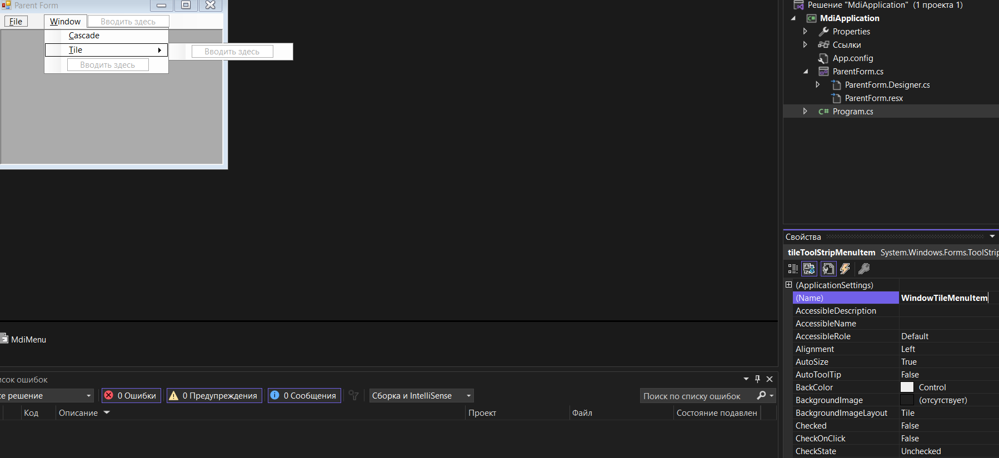 Parent Form
File Window Вводить здесь
Cascade
Tile Вводить здесь
Вводить здесь
MdiMenu
исок ошибок
се решение 0 Ошибки 0 Предупреждения 0 Сообщения Сборка и IntelliSense Поиск по списку ошибок
Код Описание Проект Файл Состояние подавлен
Решение "MdiApplication" (1 проекта 1)
C# MdiApplication
Properties
Ссылки
App.config
ParentForm.cs
ParentForm.Designer.cs
ParentForm.resx
C# Program.cs
Свойства
tileToolStripMenuItem System.Windows.Forms.ToolStrip
(ApplicationSettings)
(Name) WindowTileMenuItem
AccessibleDescription
AccessibleName
AccessibleRole Default
Alignment Left
AutoSize True
AutoToolTip False
BackColor Control
BackgroundImage (отсутствует)
BackgroundImageLayout Tile
Checked False
CheckOnClick False
CheckState Unchecked